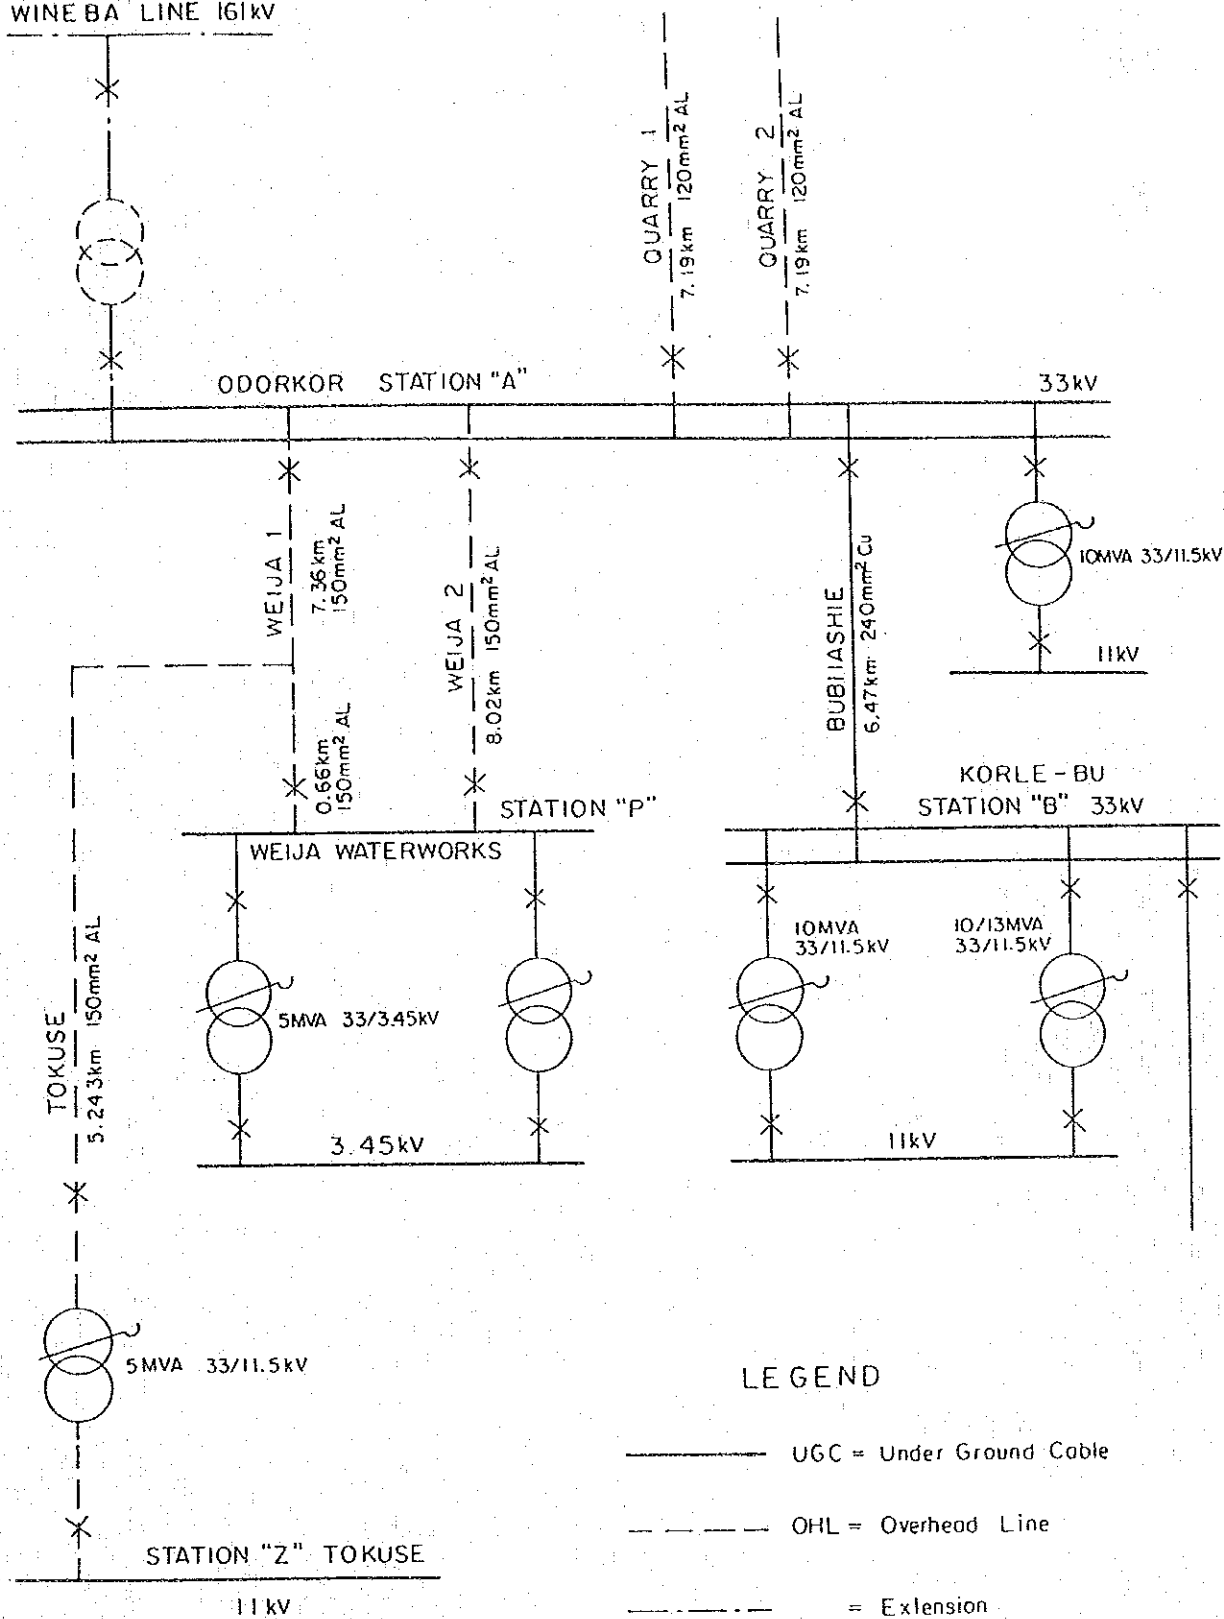 WINEBA LINE 161kV
QUARRY 1
7.19km 120mm² AL
QUARRY 2
7.19km 120mm² AL
ODORKOR STATION "A"
33kV
WEIJA 1
7.36km
150mm² AL
WEIJA 2
8.02km 150mm² AL
BUBIIASHIE
6.47km 240mm² Cu
10MVA 33/11.5kV
11kV
0.66km
150mm² AL
STATION "P"
WEIJA WATERWORKS
KORLE-BU
STATION "B" 33kV
10MVA
33/11.5kV
10/13MVA
33/11.5kV
TOKUSE
5.243km 150mm² AL
5MVA 33/3.45kV
3.45kV
11kV
5MVA 33/11.5kV
LEGEND
UGC = Under Ground Cable
OHL = Overhead Line
= Exlension
STATION "Z" TOKUSE
11kV